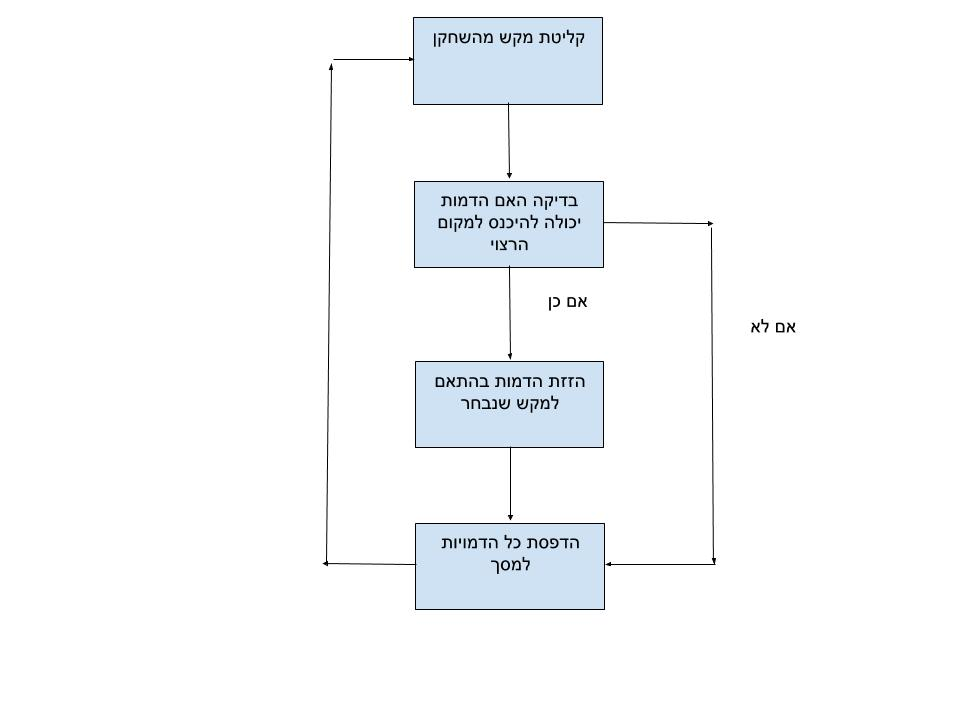 קליטת מקש מהשחקן
בדיקה האם הדמות
יכולה להיכנס למקום
הרצוי
אם כן
אם לא
הזזת הדמות בהתאם
למקש שנבחר
הדפסת כל הדמויות
למסך